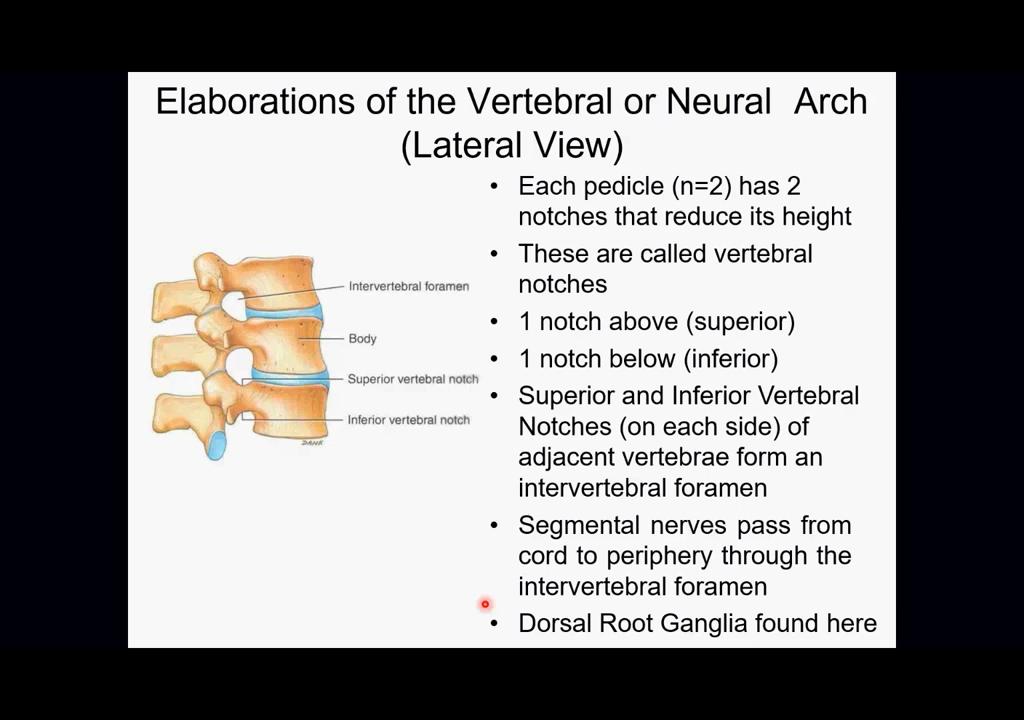 Elaborations of the Vertebral or Neural Arch
(Lateral View)
Intervertebral foramen
Body
Superior vertebral notch
Inferior vertebral notch
DANK
• Each pedicle (n=2) has 2
notches that reduce its height
• These are called vertebral
notches
• 1 notch above (superior)
• 1 notch below (inferior)
• Superior and Inferior Vertebral
Notches (on each side) of
adjacent vertebrae form an
intervertebral foramen
• Segmental nerves pass from
cord to periphery through the
intervertebral foramen
• Dorsal Root Ganglia found here